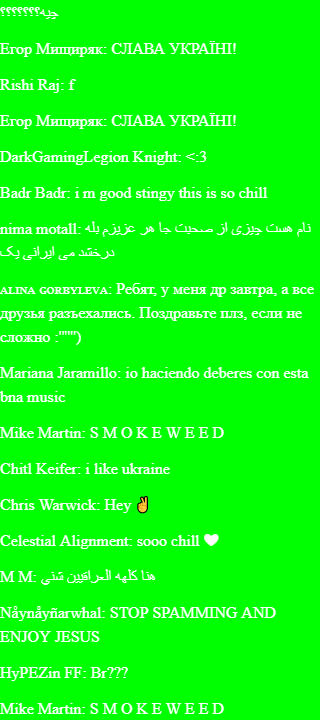 چیه؟؟؟؟؟؟؟
Егор Мищиряк: СЛАВА УКРАЇНІ!
Rishi Raj: f
Егор Мищиряк: СЛАВА УКРАЇНІ!
DarkGamingLegion Knight: <:3
Badr Badr: i m good stingy this is so chill
nima motall: نام هست چیزی از صحبت جا هر عزیزم بله
درخشد می ایرانی یک
ᴀʟɪɴᴀ ɢᴏʀʙʏʟᴇᴠᴀ: Ребят, у меня др завтра, а все
друзья разъехались. Поздравьте плз, если не
сложно :""")
Mariana Jaramillo: io haciendo deberes con esta
bna music
Mike Martin: S M O K E W E E D
Chitl Keifer: i like ukraine
Chris Warwick: Hey ✌
Celestial Alignment: sooo chill ❤
M M: هنا كلهه العراقيين شني
Nåynåyñarwhal: STOP SPAMMING AND
ENJOY JESUS
HyPEZin FF: Br???
Mike Martin: S M O K E W E E D